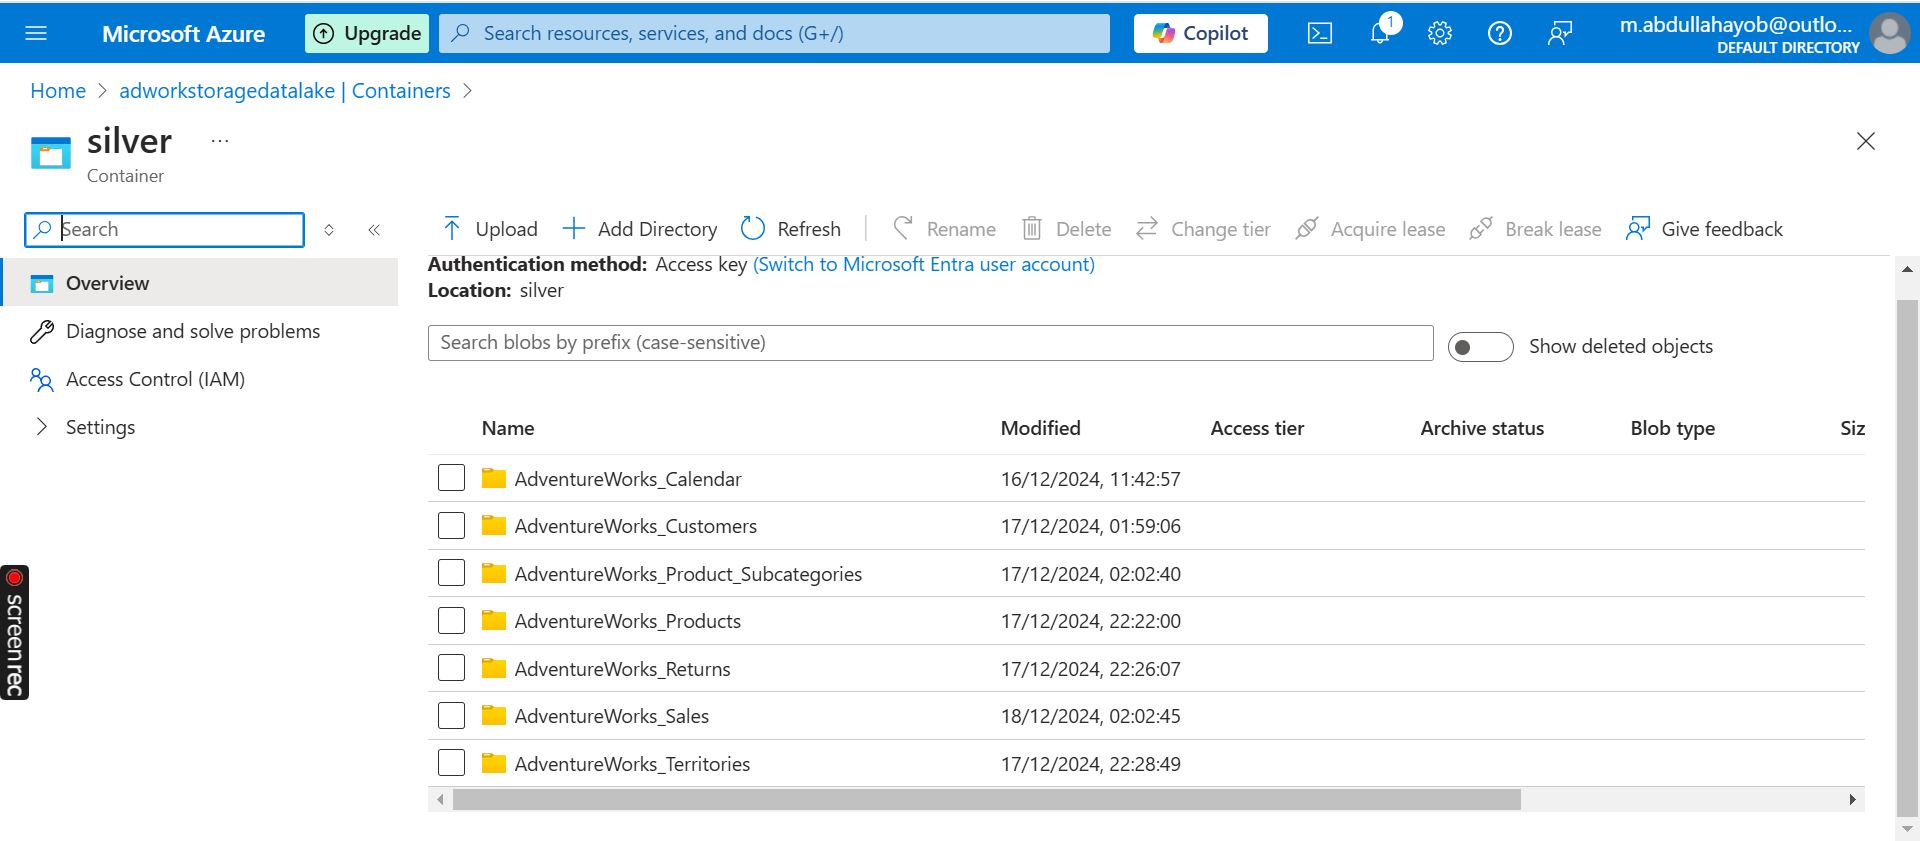 Microsoft Azure Upgrade Search resources, services, and docs (G+/) Copilot 1 m.abdullahayob@outlo...
DEFAULT DIRECTORY
Home > adworkstoragedatalake | Containers >
silver ...
Container
Search Upload Add Directory Refresh Rename Delete Change tier Acquire lease Break lease Give feedback
Overview
Diagnose and solve problems
Access Control (IAM)
Settings
Authentication method: Access key (Switch to Microsoft Entra user account)
Location: silver
Search blobs by prefix (case-sensitive) Show deleted objects
Name Modified Access tier Archive status Blob type Siz
AdventureWorks_Calendar 16/12/2024, 11:42:57
AdventureWorks_Customers 17/12/2024, 01:59:06
AdventureWorks_Product_Subcategories 17/12/2024, 02:02:40
AdventureWorks_Products 17/12/2024, 22:22:00
AdventureWorks_Returns 17/12/2024, 22:26:07
AdventureWorks_Sales 18/12/2024, 02:02:45
AdventureWorks_Territories 17/12/2024, 22:28:49
screenrec